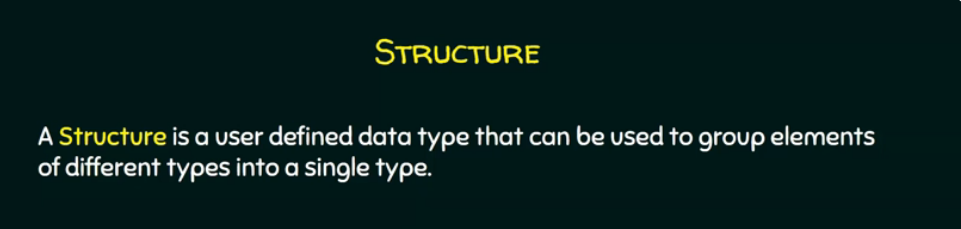 STRUCTURE
A Structure is a user defined data type that can be used to group elements
of different types into a single type.